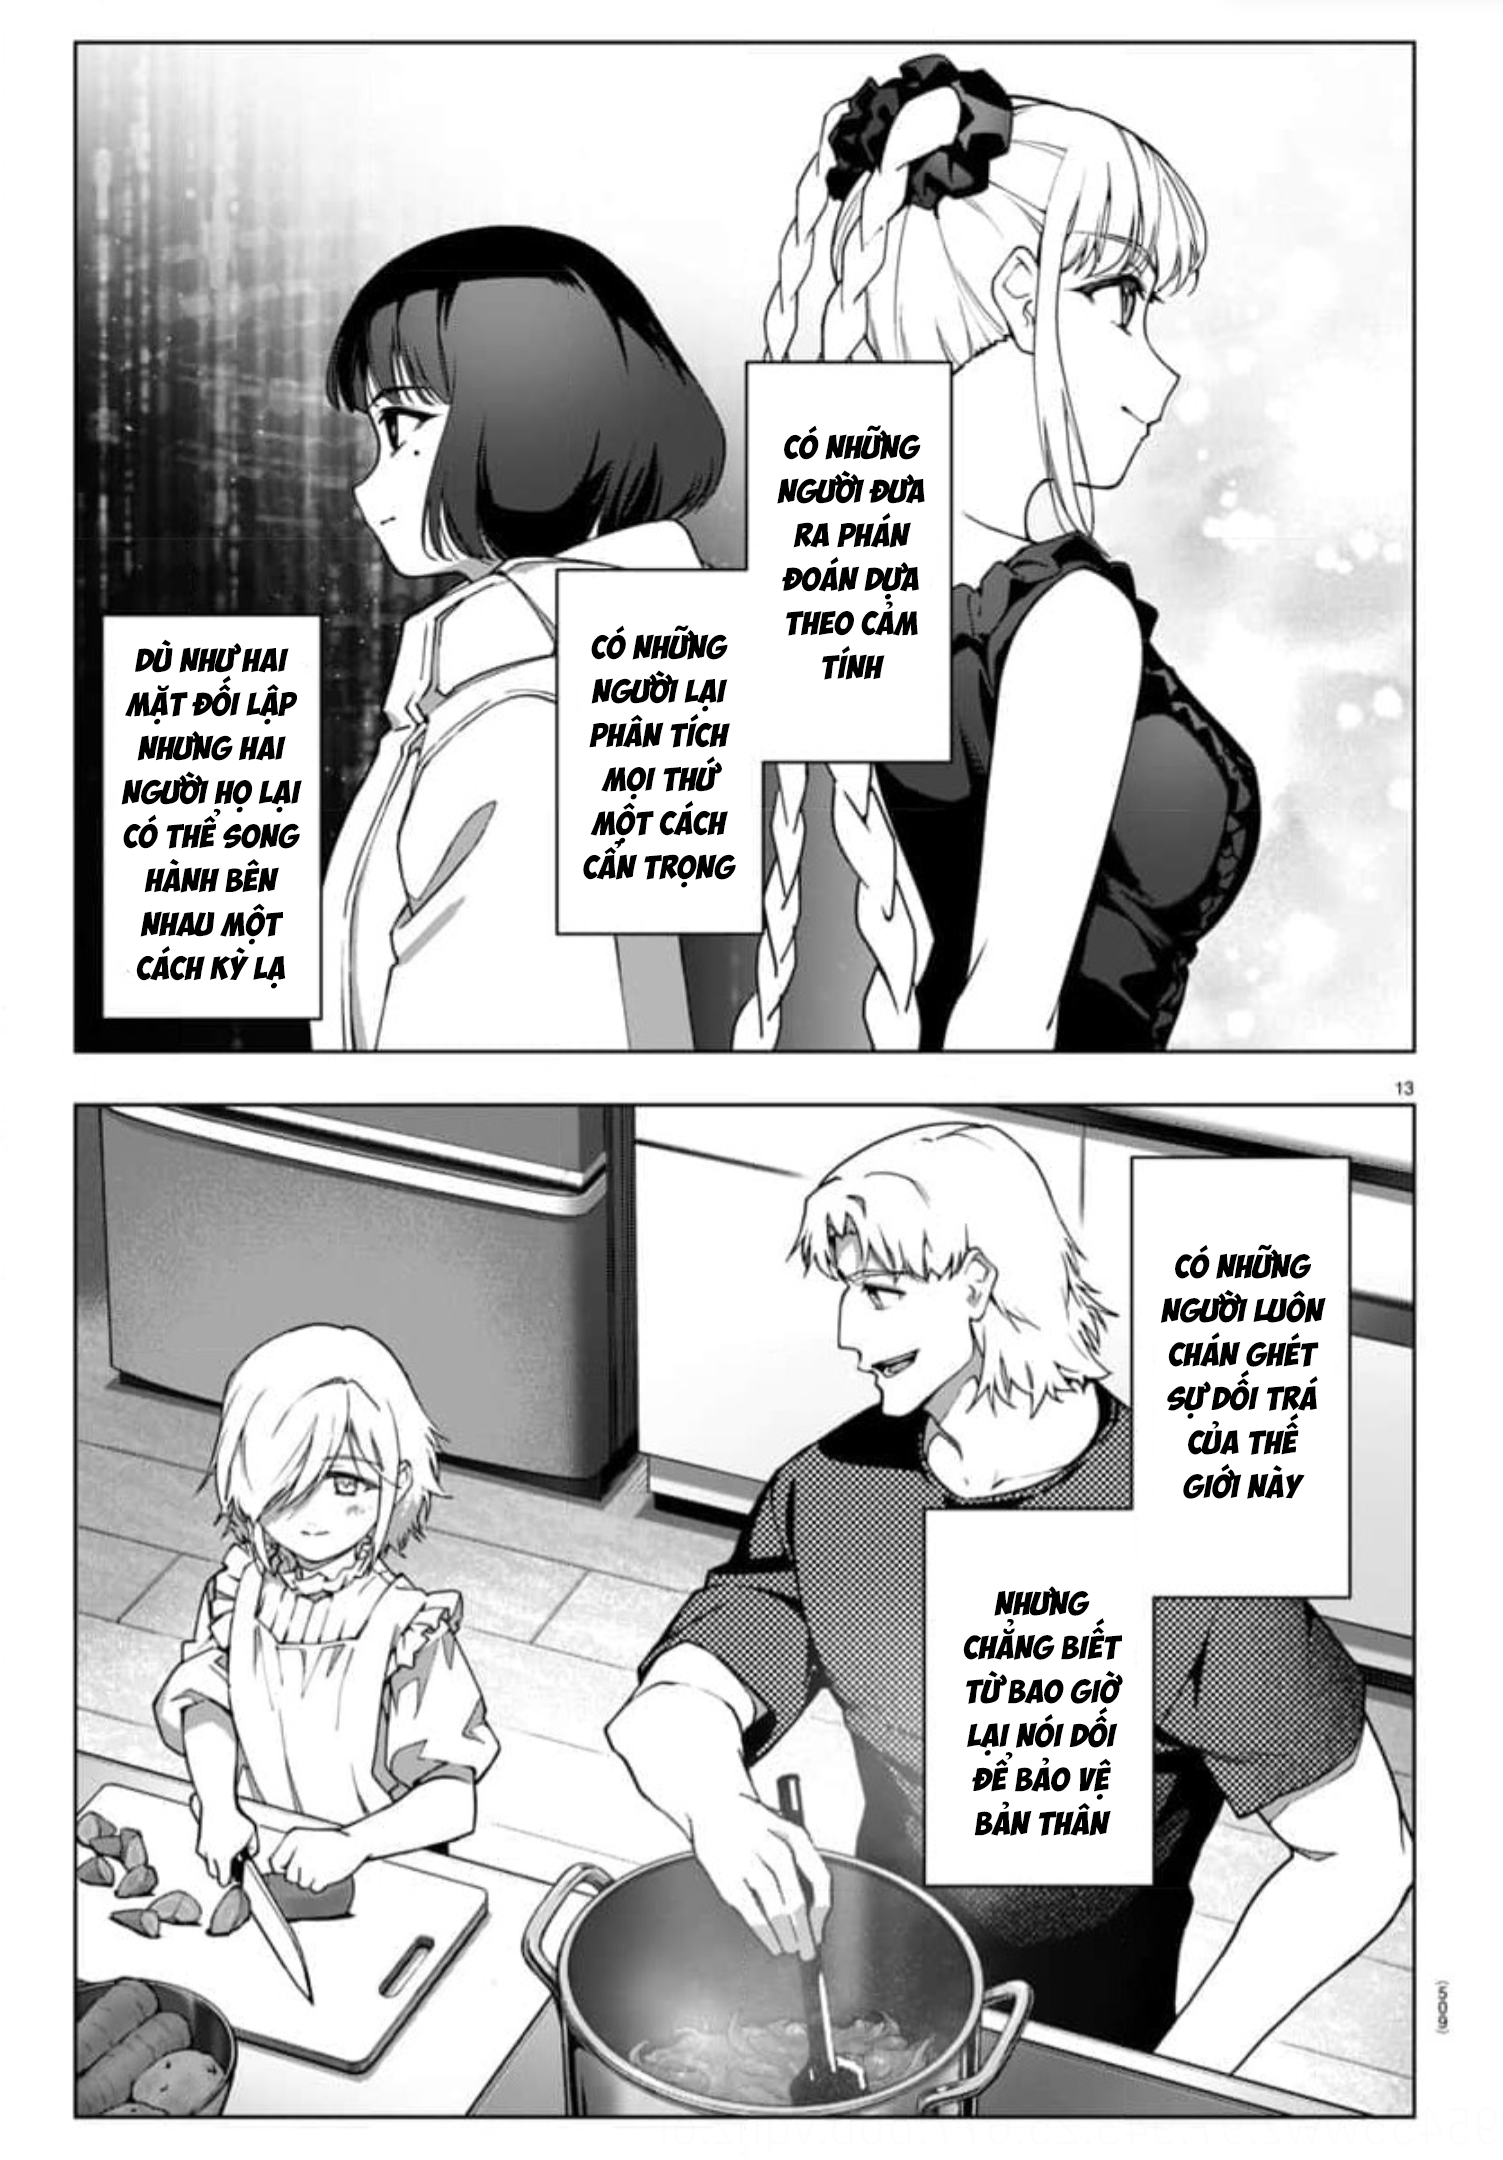 CÓ NHỮNG
NGƯỜI ĐƯA
RA PHÁN
ĐOÁN DỰA
THEO CẢM
TÍNH
CÓ NHỮNG
NGƯỜI LẠI
PHÂN TÍCH
MỌI THỨ
MỘT CÁCH
CẨN TRỌNG
DÙ NHƯ HAI
MẶT ĐỐI LẬP
NHƯNG HAI
NGƯỜI HỌ LẠI
CÓ THỂ SONG
HÀNH BÊN
NHAU MỘT
CÁCH KỲ LẠ
13
CÓ NHỮNG
NGƯỜI LUÔN
CHÁN GHÉT
SỰ DỐI TRÁ
CỦA THẾ
GIỚI NÀY
NHƯNG
CHẲNG BIẾT
TỪ BAO GIỜ
LẠI NÓI DỐI
ĐỂ BẢO VỆ
BẢN THÂN